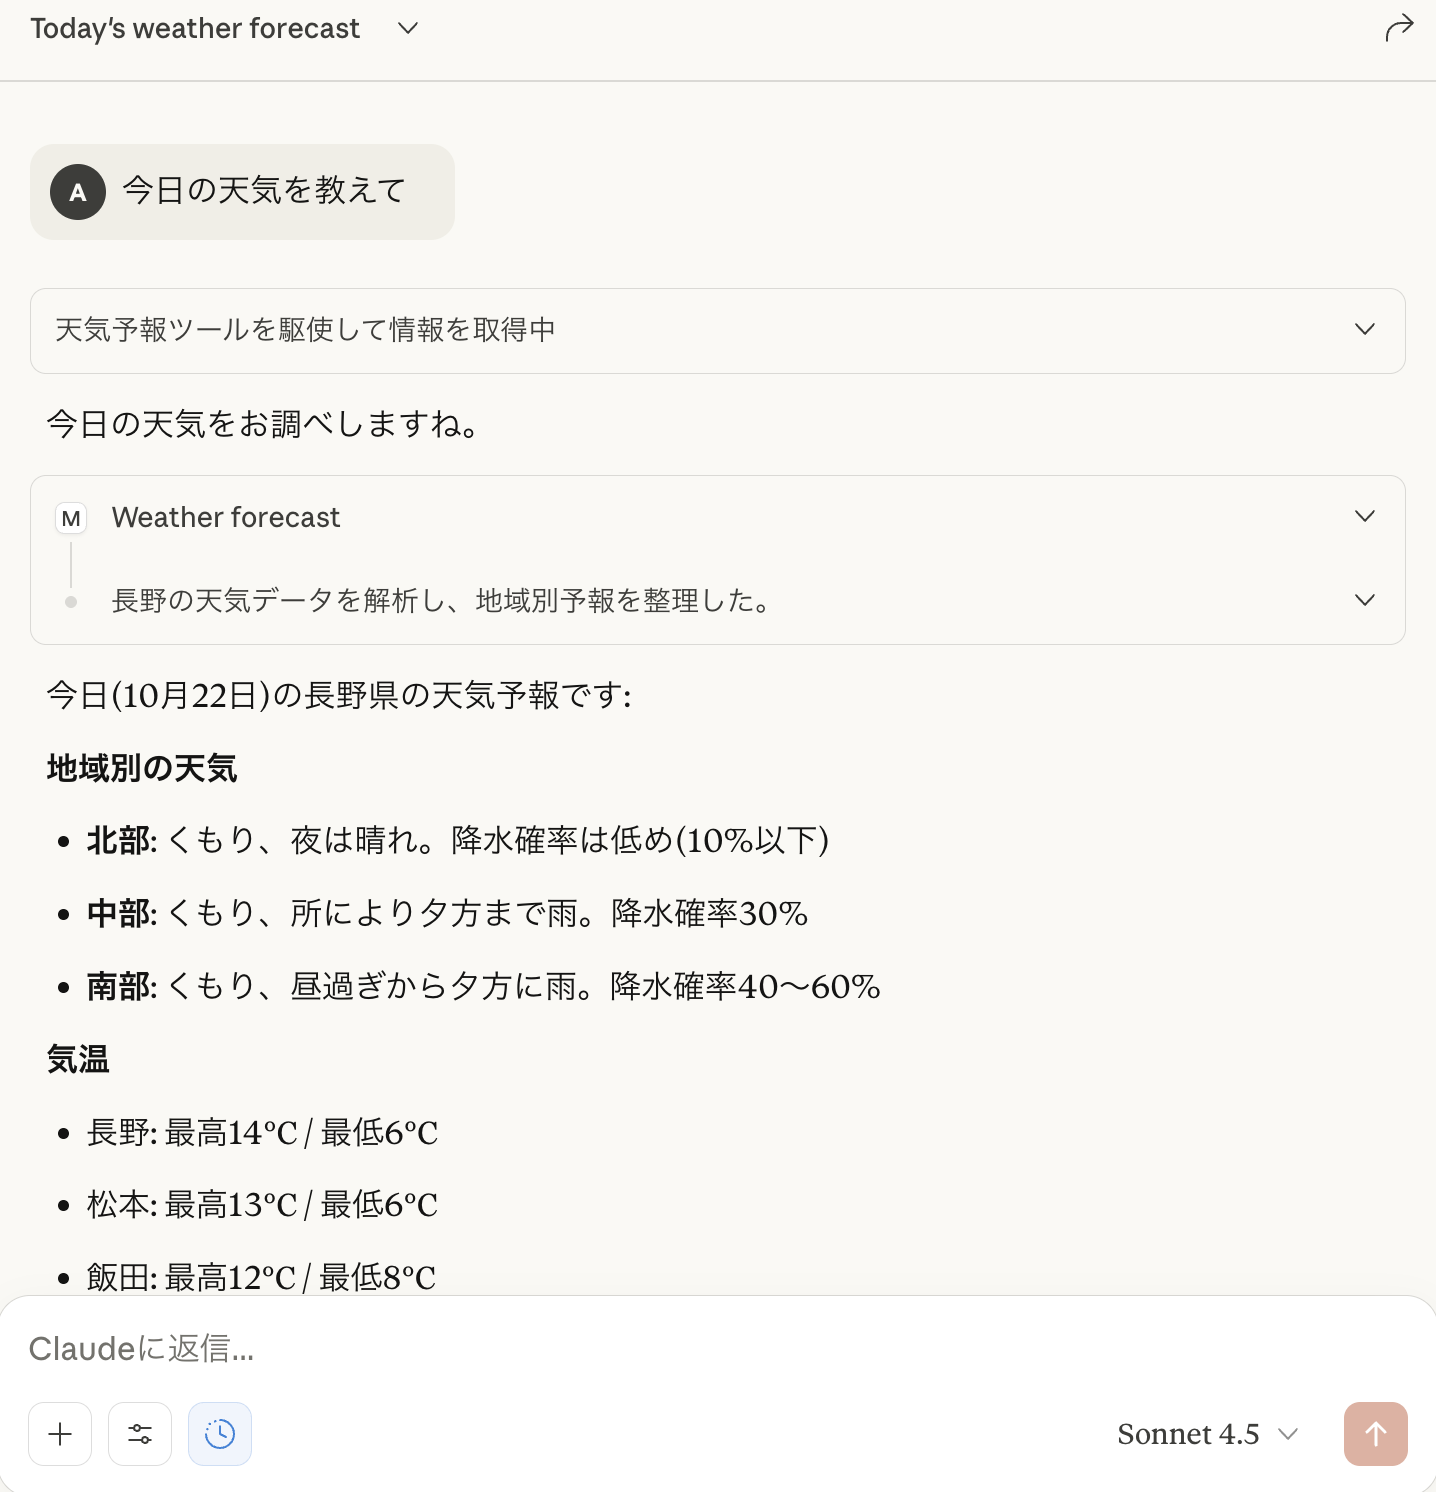 Today's weather forecast
A 今日の天気を教えて
天気予報ツールを駆使して情報を取得中
今日の天気をお調べしますね。
M Weather forecast
長野の天気データを解析し、地域別予報を整理した。
今日(10月22日)の長野県の天気予報です:
地域別の天気
• 北部: くもり、夜は晴れ。降水確率は低め(10%以下)
• 中部: くもり、所により夕方まで雨。降水確率30%
• 南部: くもり、昼過ぎから夕方に雨。降水確率40〜60%
気温
• 長野: 最高14℃ / 最低6℃
• 松本: 最高13℃ / 最低6℃
• 飯田: 最高12℃ / 最低8℃
Claudeに返信...
Sonnet 4.5